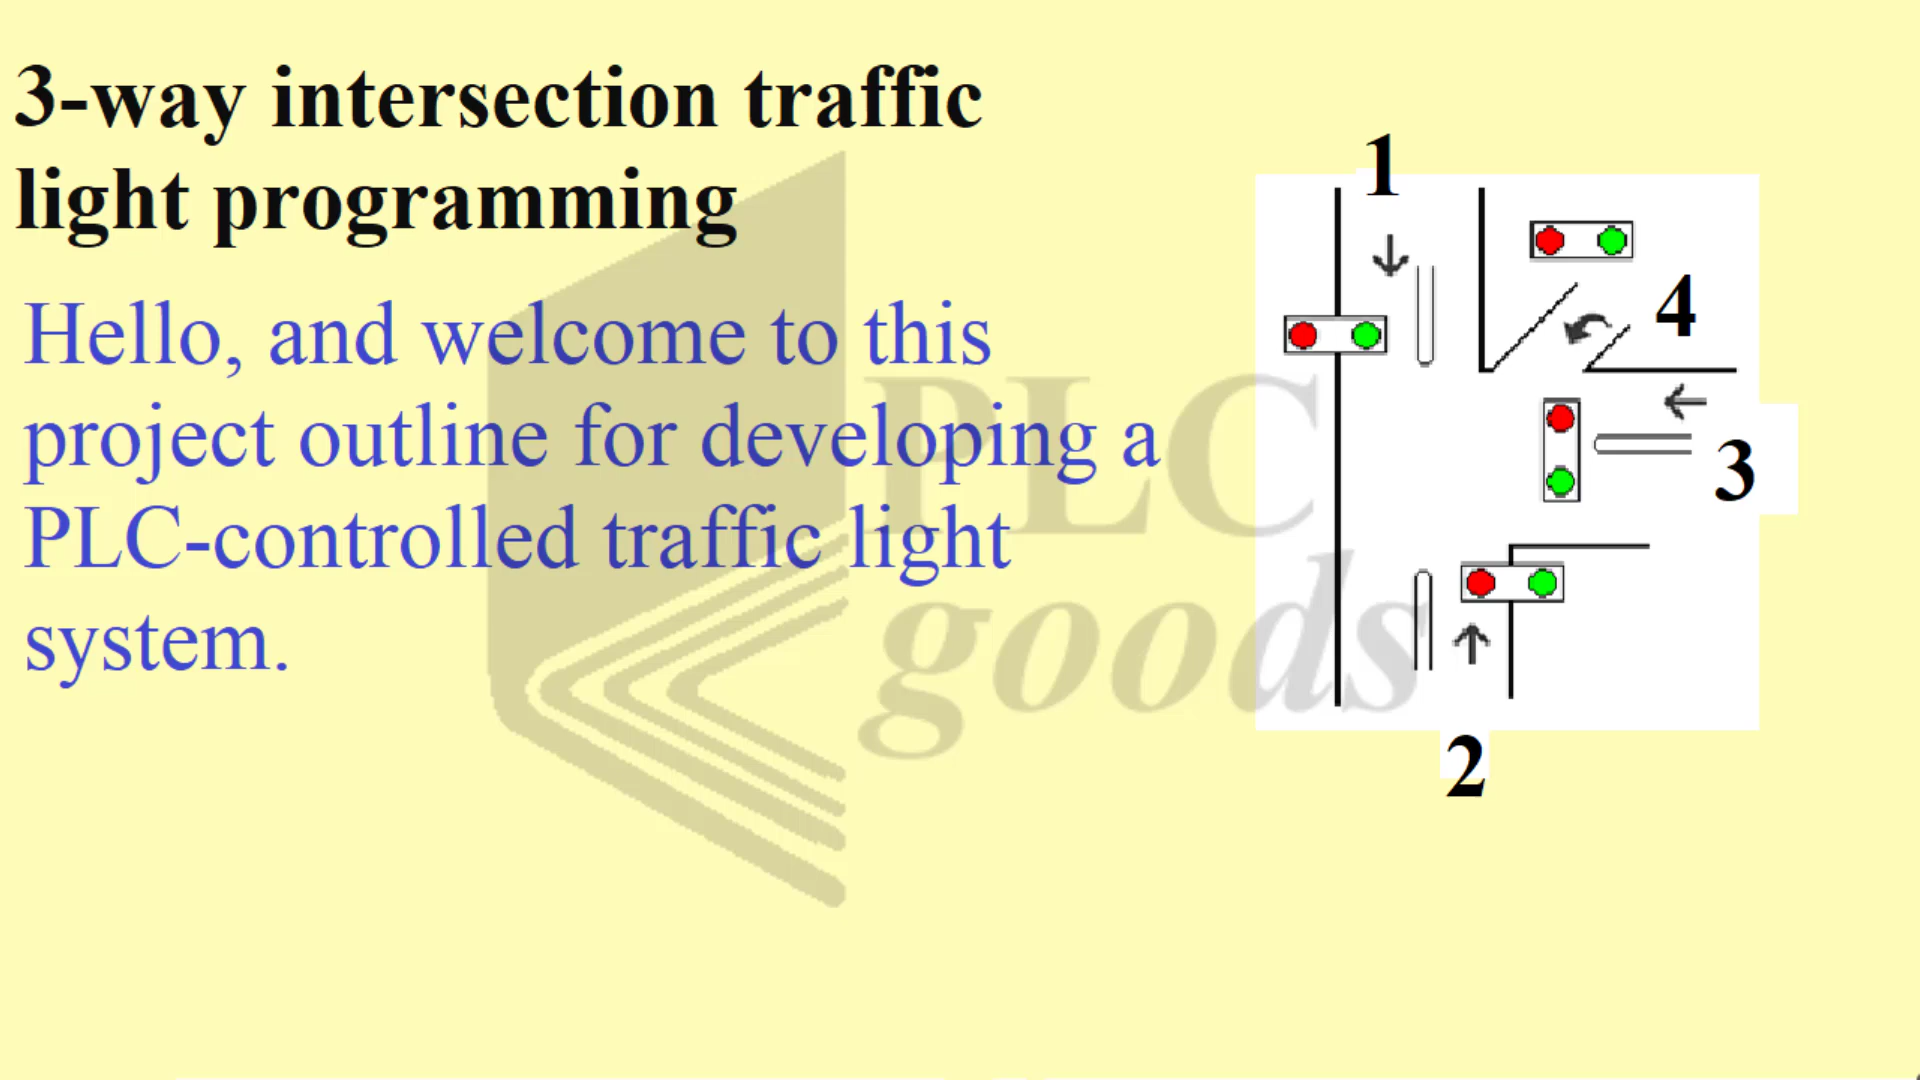 3-way intersection traffic
light programming
Hello, and welcome to this
project outline for developing a
PLC-controlled traffic light
system.
PLC
goods
1
4
3
2